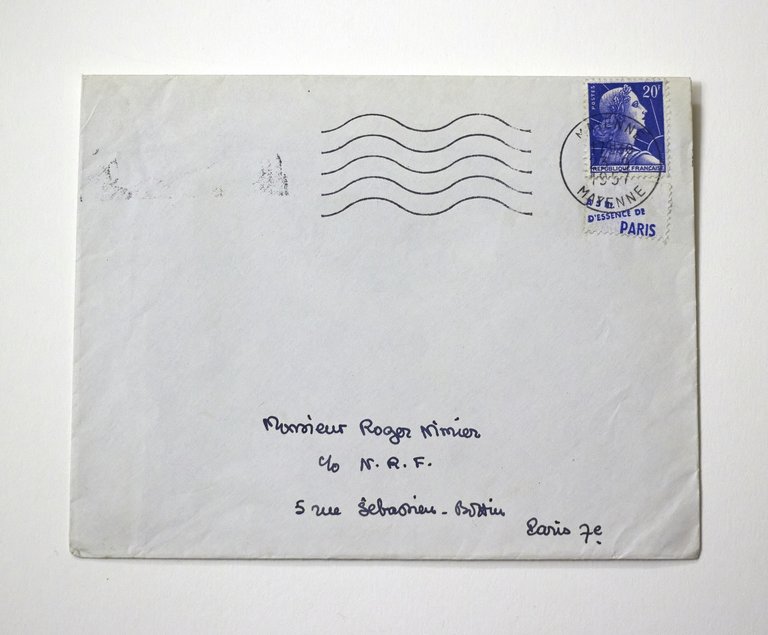 POSTES 20F
REPUBLIQUE FRANÇAISE
MAYENNE
D'ESSENCE DE
PARIS
Monsieur Roger Nimier
c/o N.R.F.
5 rue Sébastien-Bottin
Paris 7e